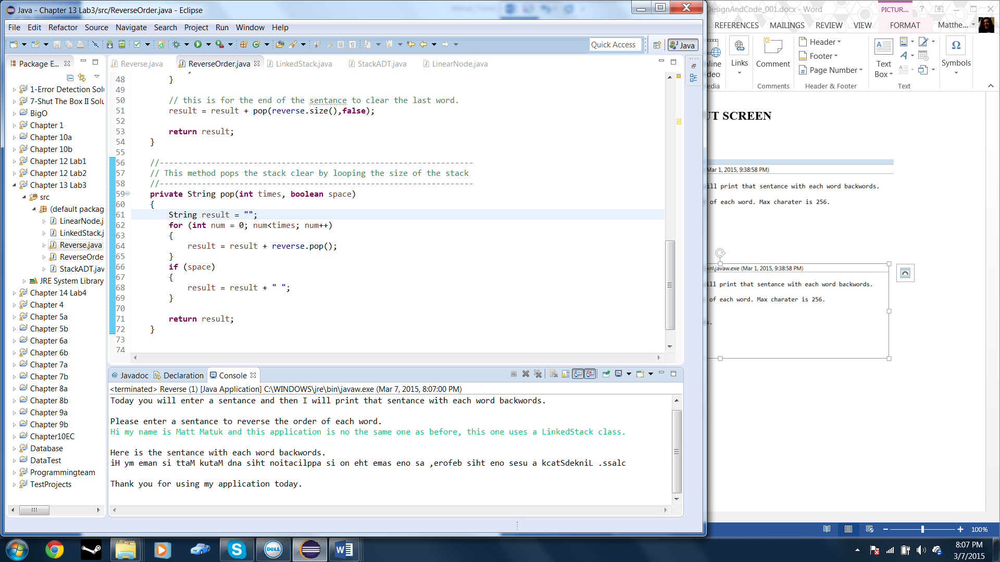 Java - Chapter 13 Lab3/src/ReverseOrder.java - Eclipse
File Edit Refactor Source Navigate Search Project Run Window Help
Quick Access
Java
Package E...
1-Error Detection Solu
7-Shut The Box II Solu
BigO
Chapter 1
Chapter 10a
Chapter 10b
Chapter 12 Lab1
Chapter 12 Lab2
Chapter 13 Lab3
src
(default packag
LinearNode.j
LinkedStack.j
Reverse.java
ReverseOrde
StackADT.jav
JRE System Library
Chapter 14 Lab4
Chapter 4
Chapter 5a
Chapter 5b
Chapter 6a
Chapter 6b
Chapter 7a
Chapter 7b
Chapter 8a
Chapter 8b
Chapter 9a
Chapter 9b
Chapter10EC
Database
DataTest
Programmingteam
TestProjects
Reverse.java ReverseOrder.java LinkedStack.java StackADT.java LinearNode.java
48 }
49
50 // this is for the end of the sentance to clear the last word.
51 result = result + pop(reverse.size(),false);
52
53 return result;
54 }
55
56 //-------------------------------------------------------------------
57 // This method pops the stack clear by looping the size of the stack
58 //-------------------------------------------------------------------
59 private String pop(int times, boolean space)
60 {
61 String result = "";
62 for (int num = 0; num<times; num++)
63 {
64 result = result + reverse.pop();
65 }
66 if (space)
67 {
68 result = result + " ";
69 }
70
71 return result;
72 }
73
74
@ Javadoc Declaration Console
<terminated> Reverse (1) [Java Application] C:\WINDOWS\jre\bin\javaw.exe (Mar 7, 2015, 8:07:00 PM)
Today you will enter a sentance and then I will print that sentance with each word backwords.
Please enter a sentance to reverse the order of each word.
Hi my name is Matt Matuk and this application is no the same one as before, this one uses a LinkedStack class.
Here is the sentance with each word backwords.
iH ym eman si ttaM kutaM dna siht noitacilppa si on eht emas eno sa ,erofeb siht eno sesu a kcatSdekniL .ssalc
Thank you for using my application today.
DesignAndCode_001.docx - Word
PICTUR...
REFERENCES MAILINGS REVIEW VIEW FORMAT Matthe...
nline
deo
edia
Links
Comment
Comments
Header
Footer
Page Number
Header & Footer
Text
Box
Text
Symbols
UT SCREEN
Mar 1, 2015, 9:38:58 PM)
ill print that sentance with each word backwords.
of each word. Max charater is 256.
bin\javaw.exe (Mar 1, 2015, 9:38:58 PM)
ill print that sentance with each word backwords.
of each word. Max charater is 256.
s.
100%
DELL
8:07 PM
3/7/2015